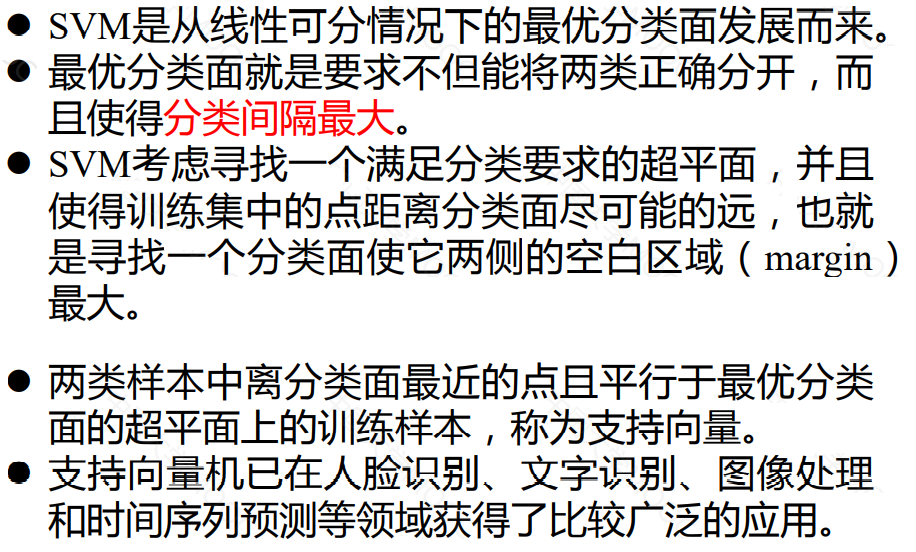 ● SVM是从线性可分情况下的最优分类面发展而来。
● 最优分类面就是要求不但能将两类正确分开，而
且使得分类间隔最大。
● SVM考虑寻找一个满足分类要求的超平面，并且
使得训练集中的点距离分类面尽可能的远，也就
是寻找一个分类面使它两侧的空白区域（margin）
最大。
● 两类样本中离分类面最近的点且平行于最优分类
面的超平面上的训练样本，称为支持向量。
● 支持向量机已在人脸识别、文字识别、图像处理
和时间序列预测等领域获得了比较广泛的应用。